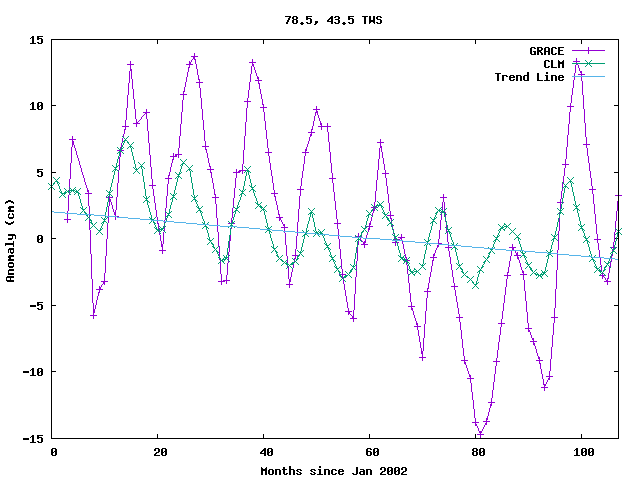 78.5, 43.5 TWS
GRACE
CLM
Trend Line
15
10
5
0
-5
-10
-15
Anomaly (cm)
0 20 40 60 80 100
Months since Jan 2002